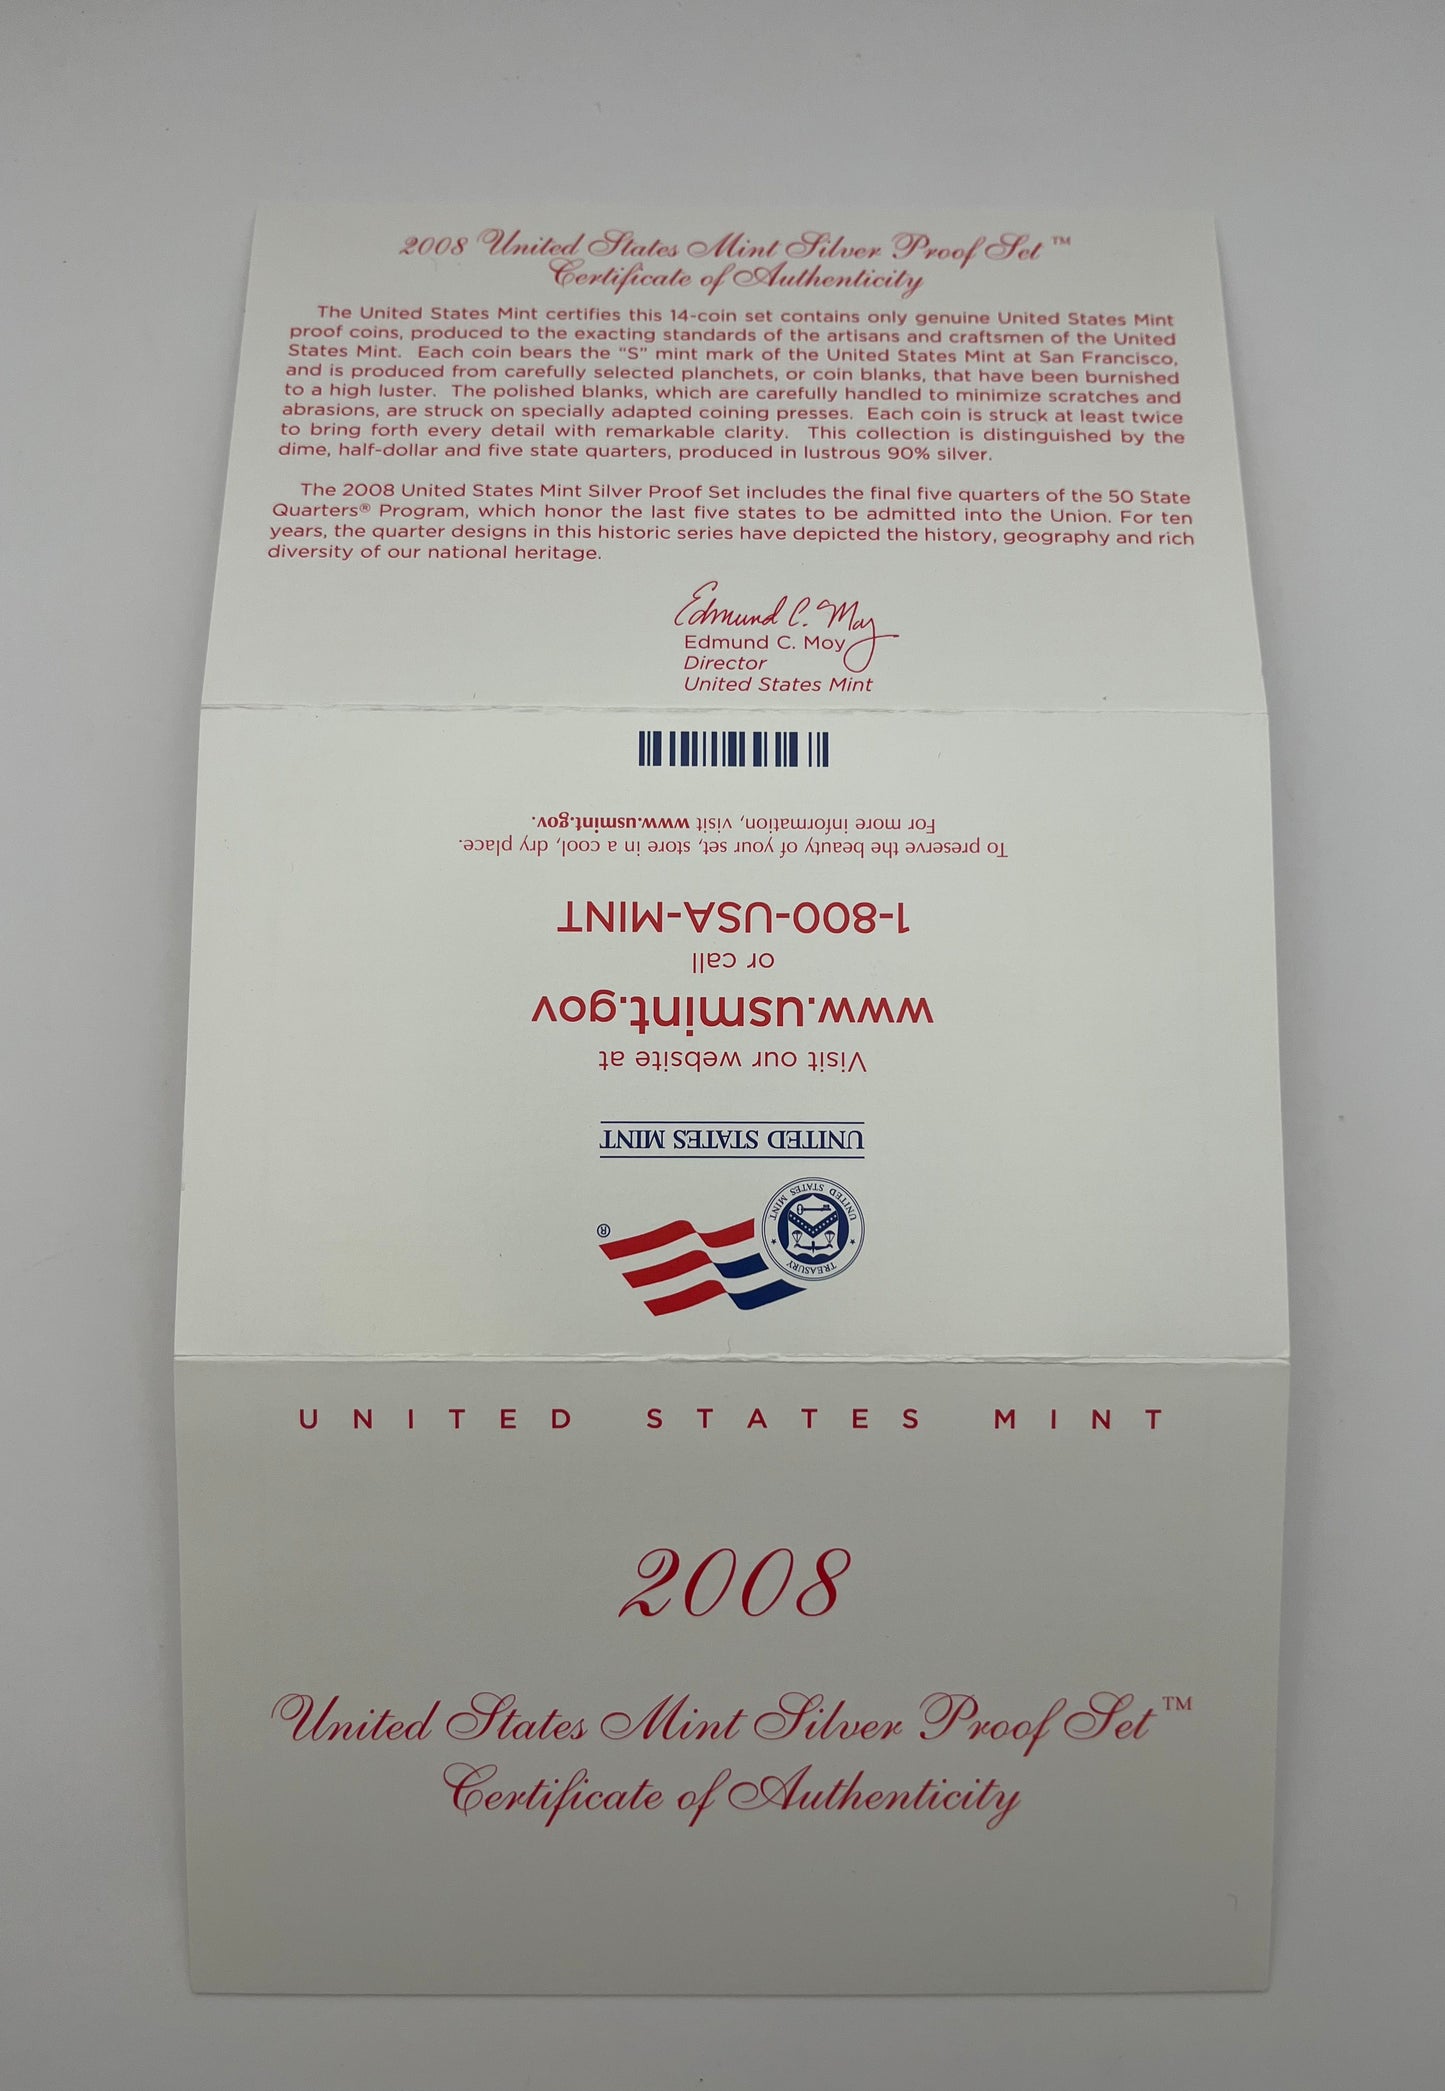 2008 United States Mint Silver Proof Set™
Certificate of Authenticity
The United States Mint certifies this 14-coin set contains only genuine United States Mint
proof coins, produced to the exacting standards of the artisans and craftsmen of the United
States Mint. Each coin bears the "S" mint mark of the United States Mint at San Francisco,
and is produced from carefully selected planchets, or coin blanks, that have been burnished
to a high luster. The polished blanks, which are carefully handled to minimize scratches and
abrasions, are struck on specially adapted coining presses. Each coin is struck at least twice
to bring forth every detail with remarkable clarity. This collection is distinguished by the
dime, half-dollar and five state quarters, produced in lustrous 90% silver.
The 2008 United States Mint Silver Proof Set includes the final five quarters of the 50 State
Quarters® Program, which honor the last five states to be admitted into the Union. For ten
years, the quarter designs in this historic series have depicted the history, geography and rich
diversity of our national heritage.
Edmund C. Moy
Edmund C. Moy
Director
United States Mint
®
TREASURY
UNITED STATES MINT
UNITED STATES MINT
Visit our website at
www.usmint.gov
or call
1-800-USA-MINT
To preserve the beauty of your set, store in a cool, dry place.
For more information, visit www.usmint.gov.
UNITED STATES MINT
2008
United States Mint Silver Proof Set™
Certificate of Authenticity